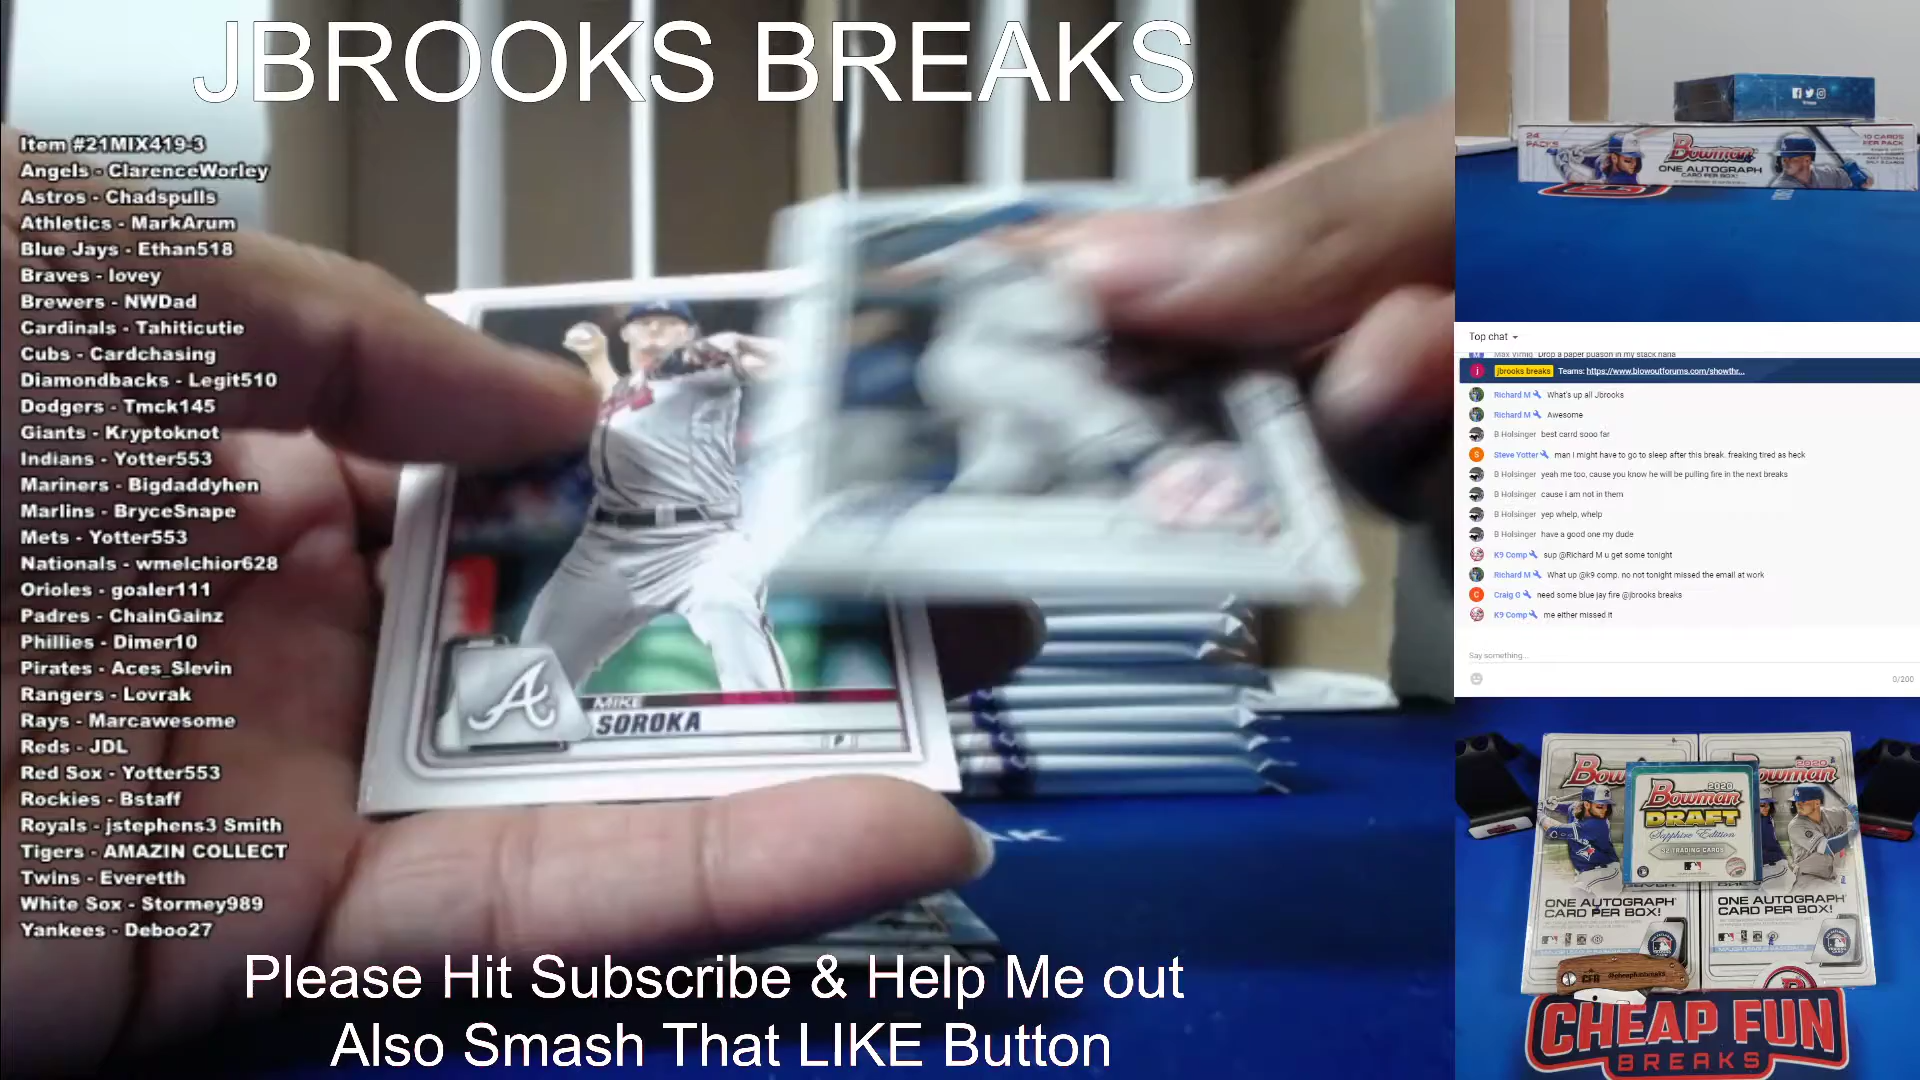 JBROOKS BREAKS
Item #21MIX419-3
Angels - ClarenceWorley
Astros - Chadspulls
Athletics - MarkArum
Blue Jays - Ethan518
Braves - lovey
Brewers - NWDad
Cardinals - Tahiticutie
Cubs - Cardchasing
Diamondbacks - Legit510
Dodgers - Tmck145
Giants - Kryptoknot
Indians - Yotter553
Mariners - Bigdaddyhen
Marlins - BryceSnape
Mets - Yotter553
Nationals - wmelchior628
Orioles - goaler111
Padres - ChainGainz
Phillies - Dimer10
Pirates - Aces_Slevin
Rangers - Lovrak
Rays - Marcawesome
Reds - JDL
Red Sox - Yotter553
Rockies - Bstaff
Royals - jstephens3 Smith
Tigers - AMAZIN COLLECT
Twins - Everetth
White Sox - Stormey989
Yankees - Deboo27
A
MIKE
SOROKA
P
Please Hit Subscribe & Help Me out
Also Smash That LIKE Button
24
PACKS
Bowman
ONE AUTOGRAPH
CARD PER BOX!
10 CARDS
PER PACK
Top chat
jbrooks breaks Teams: https://www.blowoutforums.com/showthr...
Richard M What's up all Jbrooks
Richard M Awesome
B Holsinger best carrd sooo far
Steve Yotter man I might have to go to sleep after this break. freaking tired as heck
B Holsinger yeah me too, cause you know he will be pulling fire in the next breaks
B Holsinger cause i am not in them
B Holsinger yep whelp, whelp
B Holsinger have a good one my dude
K9 Comp sup @Richard M u get some tonight
Richard M What up @k9 comp. no not tonight missed the email at work
Craig G need some blue jay fire @jbrooks breaks
K9 Comp me either missed it
Say something...
0/200
2020
Bowman
DRAFT
Sapphire Edition
32 TRADING CARDS
ONE AUTOGRAPH
CARD PER BOX!
2020
Bowman
ONE AUTOGRAPH
CARD PER BOX!
CFB
CHEAP FUN
BREAKS